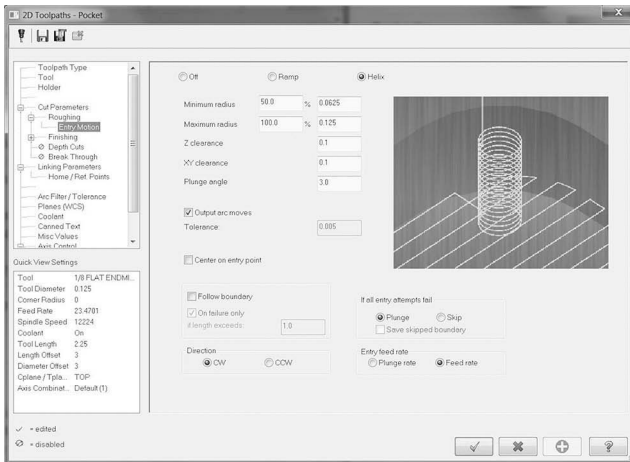 2D Toolpaths - Pocket
Toolpath Type
Tool
Holder
Cut Parameters
Roughing
Entry Motion
Finishing
Depth Cuts
Break Through
Linking Parameters
Home / Ref. Points
Arc Filter / Tolerance
Planes (WCS)
Coolant
Canned Text
Misc Values
Axis Control
Quick View Settings
Tool 1/8 FLAT ENDMI...
Tool Diameter 0.125
Corner Radius 0
Feed Rate 23.4701
Spindle Speed 12224
Coolant On
Tool Length 2.25
Length Offset 3
Diameter Offset 3
Cplane / Tpla... TOP
Axis Combinat... Default (1)
= edited
= disabled
Off Ramp Helix
Minimum radius 50.0 % 0.0625
Maximum radius 100.0 % 0.125
Z clearance 0.1
XY clearance 0.1
Plunge angle 3.0
Output arc moves
Tolerance: 0.005
Center on entry point
Follow boundary
On failure only
if length exceeds: 1.0
If all entry attempts fail
Plunge Skip
Save skipped boundary
Direction
CW CCW
Entry feed rate
Plunge rate Feed rate